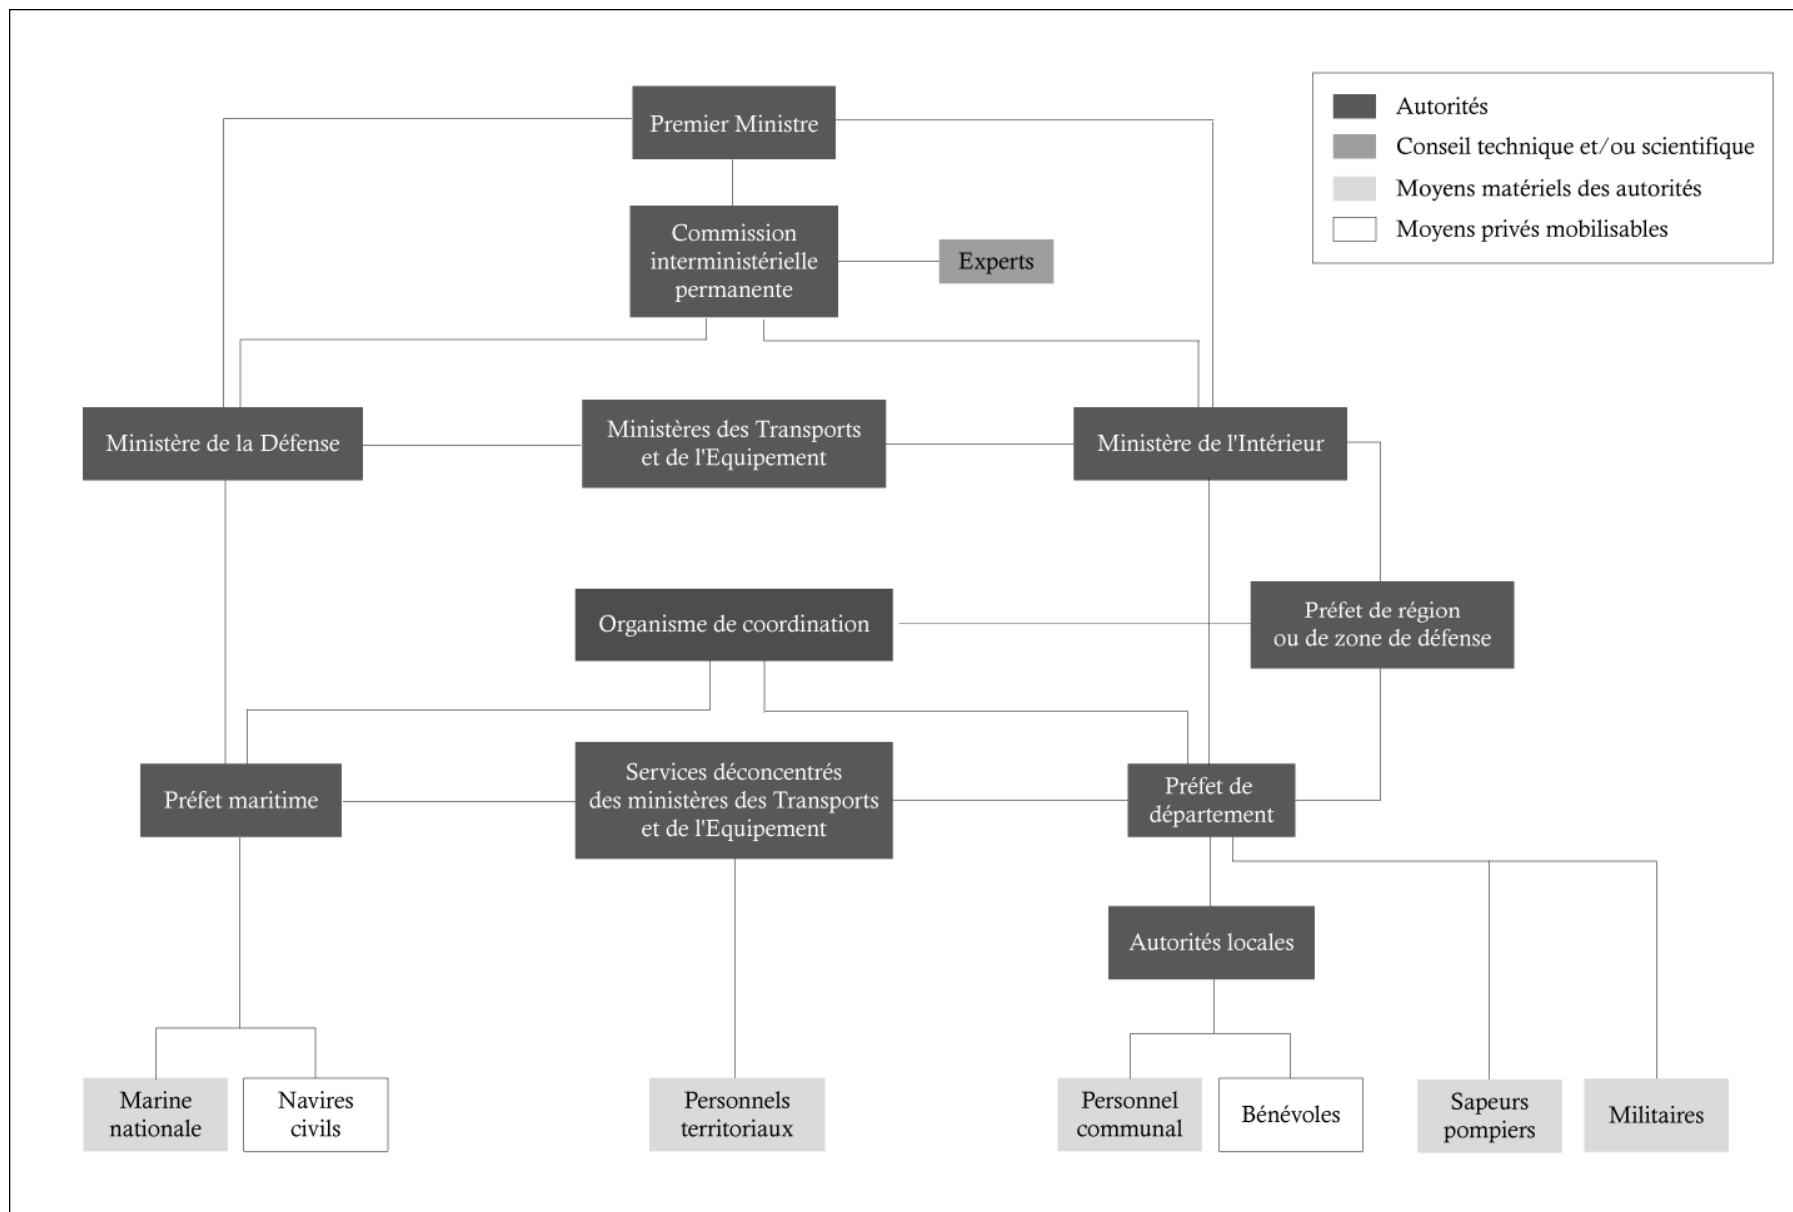 Premier Ministre
Autorités
Conseil technique et/ou scientifique
Moyens matériels des autorités
Moyens privés mobilisables
Commission
interministérielle
permanente
Experts
Ministère de la Défense
Ministères des Transports
et de l'Equipement
Ministère de l'Intérieur
Organisme de coordination
Préfet de région
ou de zone de défense
Préfet maritime
Services déconcentrés
des ministères des Transports
et de l'Equipement
Préfet de
département
Autorités locales
Marine
nationale
Navires
civils
Personnels
territoriaux
Personnel
communal
Bénévoles
Sapeurs
pompiers
Militaires